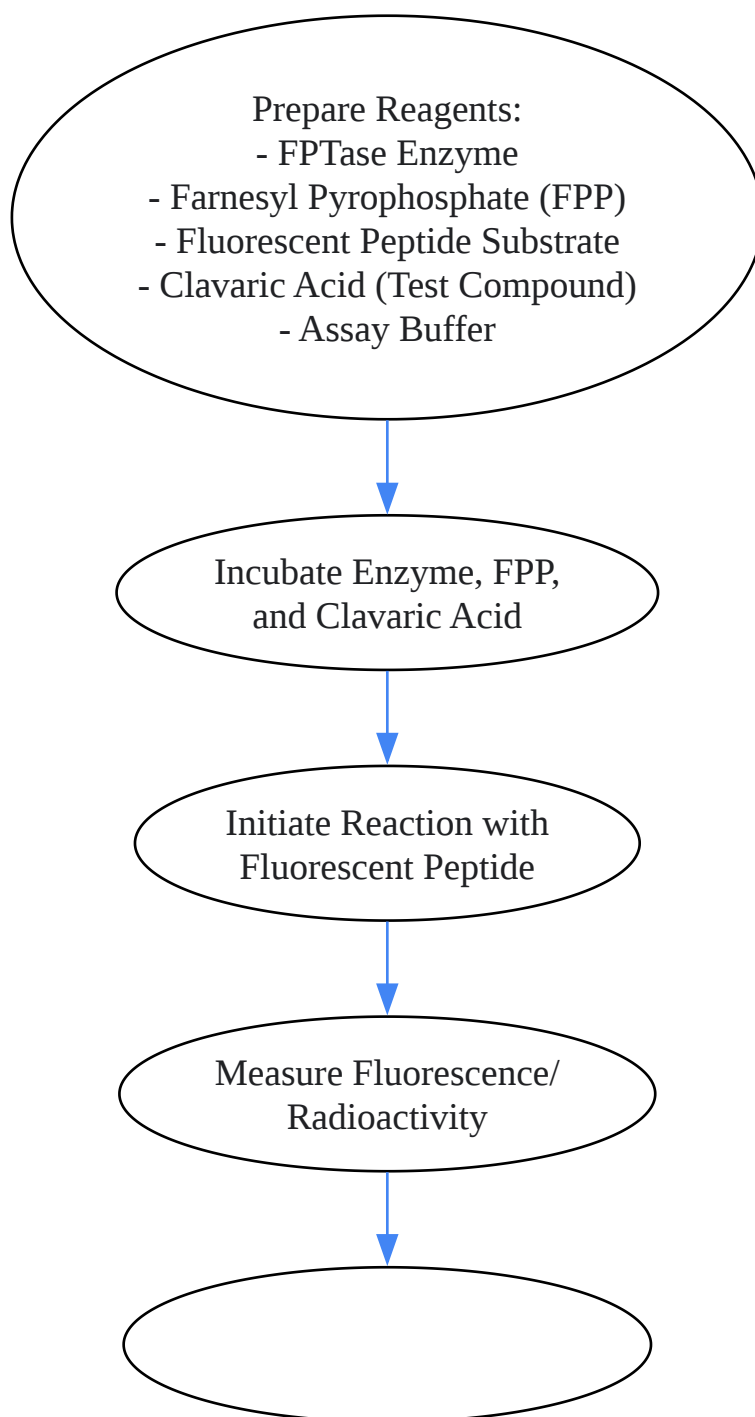 Prepare Reagents:
- FPTase Enzyme
- Farnesyl Pyrophosphate (FPP)
- Fluorescent Peptide Substrate
- Clavaric Acid (Test Compound)
- Assay Buffer
Incubate Enzyme, FPP,
and Clavaric Acid
Initiate Reaction with
Fluorescent Peptide
Measure Fluorescence/
Radioactivity